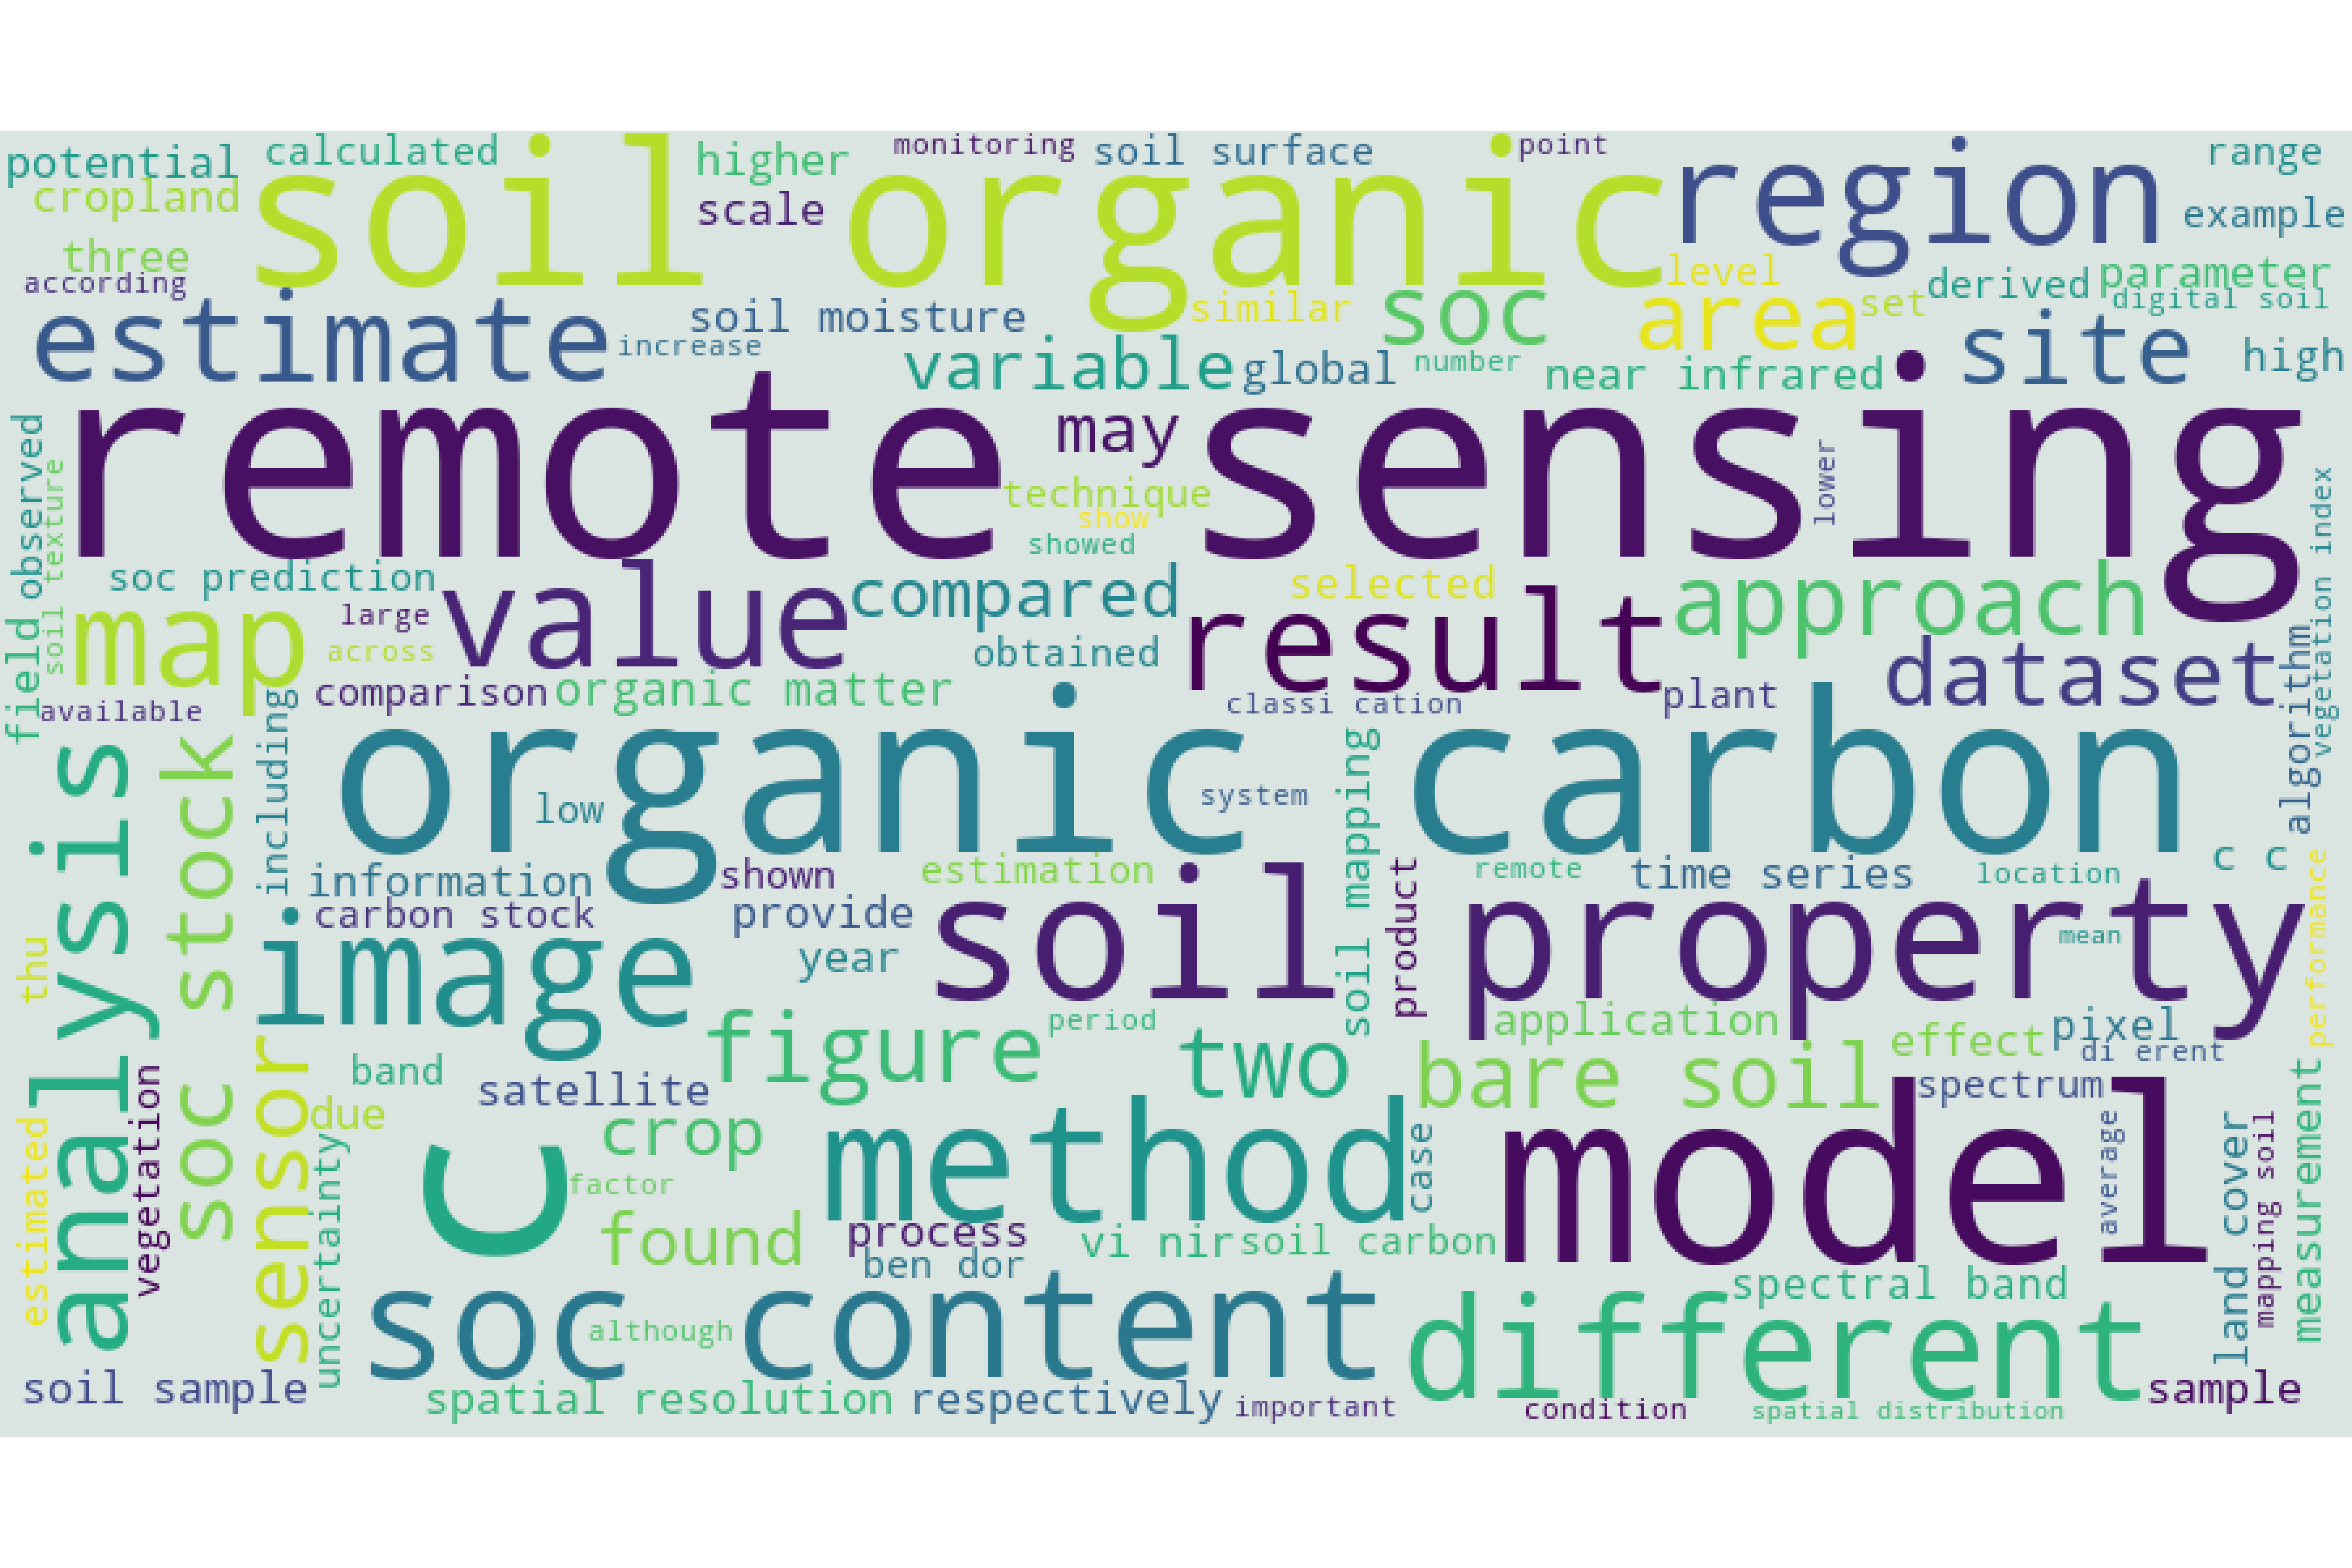 potential calculated soil organic higher monitoring soil surface point region range
cropland scale example
three according level derived parameter
estimate soil moisture similar soc area set digital soil
increase variable global number near infrared site high
remote sensing may
technique lower
show
showed
field observed soil texture vegetation index
soc prediction value compared selected result approach
map large across obtained dataset algorithm
available comparison organic matter classi cation plant
analysis soc stock including organic carbon
low system soil mapping
information shown estimation product remote time series location c c
carbon stock provide soil property performance
image year mean
thu figure period two application effect pixel
sensor band satellite bare soil di erent
vegetation due spectrum measurement
estimated uncertainty c crop method case model average land cover mapping soil
factor
found process vi nir soil carbon
ben dor
soc content spectral band
although different
soil sample spatial resolution respectively important condition spatial distribution sample